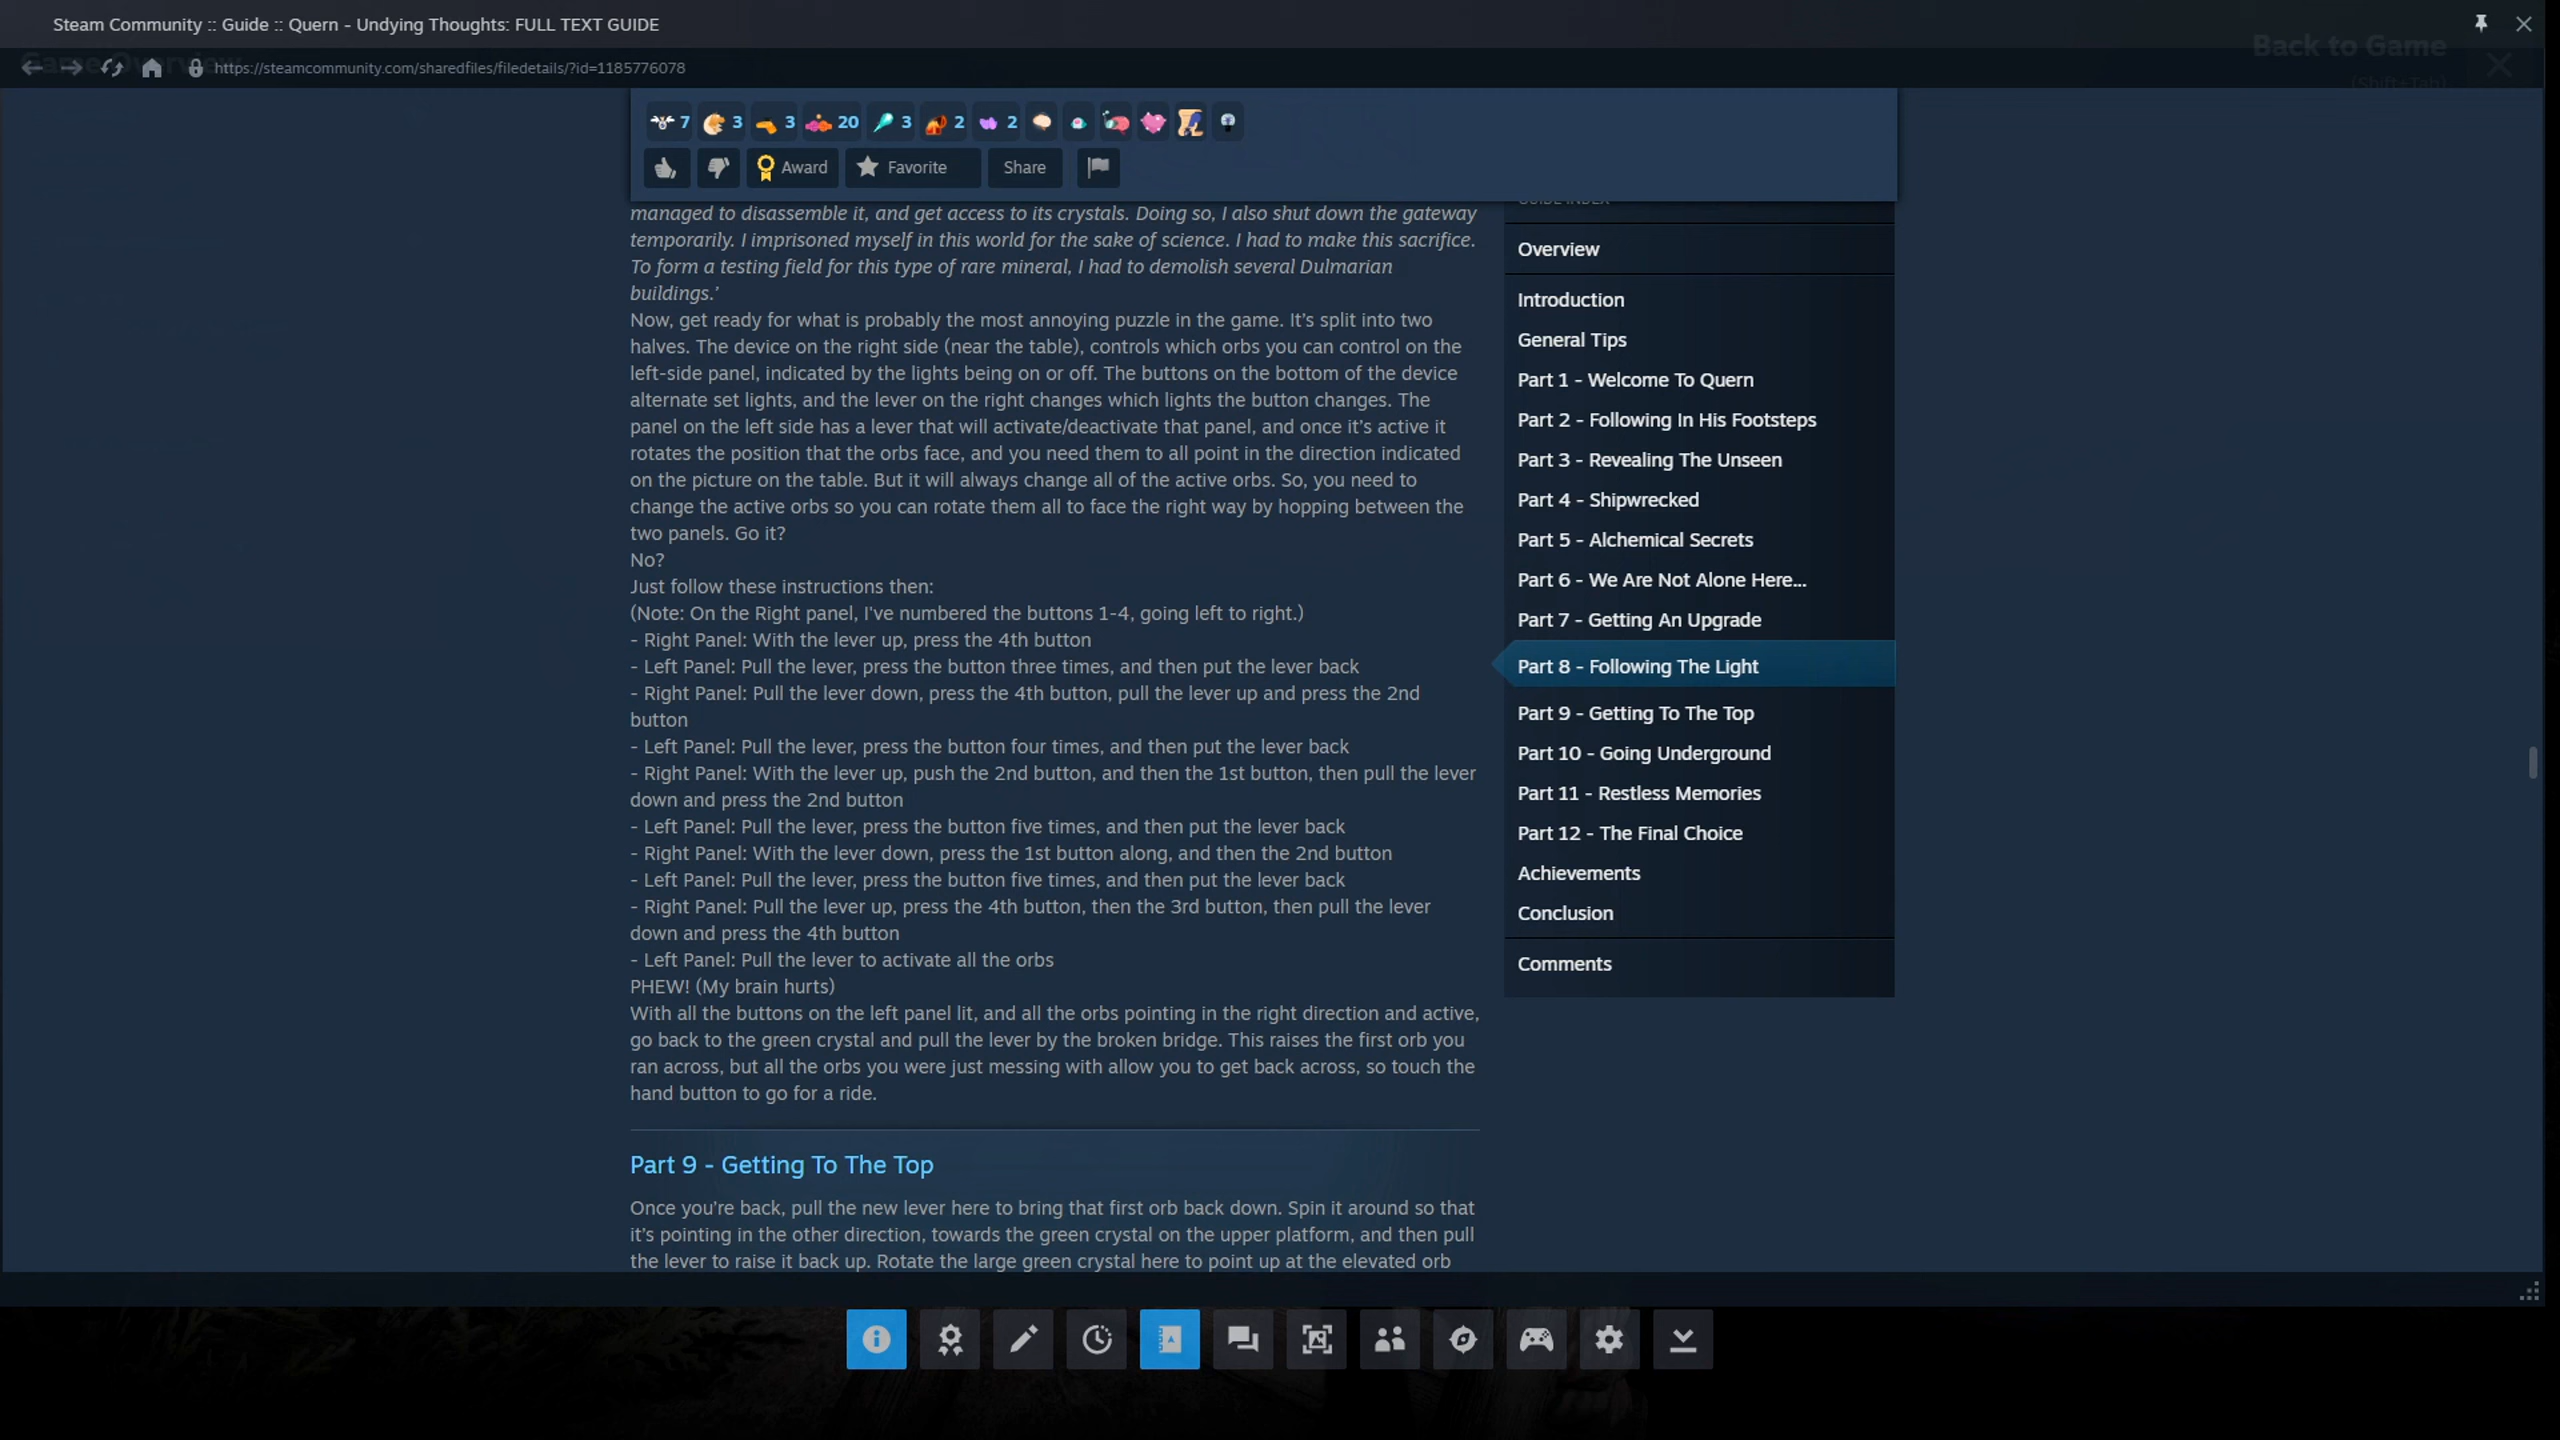 Steam Community :: Guide :: Quern - Undying Thoughts: FULL TEXT GUIDE
Back to Game
(Shift+Tab)
Game Overview
https://steamcommunity.com/sharedfiles/filedetails/?id=1185776078
7 3 3 20 3 2 2
Award Favorite Share
managed to disassemble it, and get access to its crystals. Doing so, I also shut down the gateway
temporarily. I imprisoned myself in this world for the sake of science. I had to make this sacrifice.
To form a testing field for this type of rare mineral, I had to demolish several Dulmarian
buildings.’
Now, get ready for what is probably the most annoying puzzle in the game. It’s split into two
halves. The device on the right side (near the table), controls which orbs you can control on the
left-side panel, indicated by the lights being on or off. The buttons on the bottom of the device
alternate set lights, and the lever on the right changes which lights the button changes. The
panel on the left side has a lever that will activate/deactivate that panel, and once it’s active it
rotates the position that the orbs face, and you need them to all point in the direction indicated
on the picture on the table. But it will always change all of the active orbs. So, you need to
change the active orbs so you can rotate them all to face the right way by hopping between the
two panels. Go it?
No?
Just follow these instructions then:
(Note: On the Right panel, I've numbered the buttons 1-4, going left to right.)
- Right Panel: With the lever up, press the 4th button
- Left Panel: Pull the lever, press the button three times, and then put the lever back
- Right Panel: Pull the lever down, press the 4th button, pull the lever up and press the 2nd
button
- Left Panel: Pull the lever, press the button four times, and then put the lever back
- Right Panel: With the lever up, push the 2nd button, and then the 1st button, then pull the lever
down and press the 2nd button
- Left Panel: Pull the lever, press the button five times, and then put the lever back
- Right Panel: With the lever down, press the 1st button along, and then the 2nd button
- Left Panel: Pull the lever, press the button five times, and then put the lever back
- Right Panel: Pull the lever up, press the 4th button, then the 3rd button, then pull the lever
down and press the 4th button
- Left Panel: Pull the lever to activate all the orbs
PHEW! (My brain hurts)
With all the buttons on the left panel lit, and all the orbs pointing in the right direction and active,
go back to the green crystal and pull the lever by the broken bridge. This raises the first orb you
ran across, but all the orbs you were just messing with allow you to get back across, so touch the
hand button to go for a ride.
Part 9 - Getting To The Top
Once you’re back, pull the new lever here to bring that first orb back down. Spin it around so that
it’s pointing in the other direction, towards the green crystal on the upper platform, and then pull
the lever to raise it back up. Rotate the large green crystal here to point up at the elevated orb
GUIDE INDEX
Overview
Introduction
General Tips
Part 1 - Welcome To Quern
Part 2 - Following In His Footsteps
Part 3 - Revealing The Unseen
Part 4 - Shipwrecked
Part 5 - Alchemical Secrets
Part 6 - We Are Not Alone Here...
Part 7 - Getting An Upgrade
Part 8 - Following The Light
Part 9 - Getting To The Top
Part 10 - Going Underground
Part 11 - Restless Memories
Part 12 - The Final Choice
Achievements
Conclusion
Comments